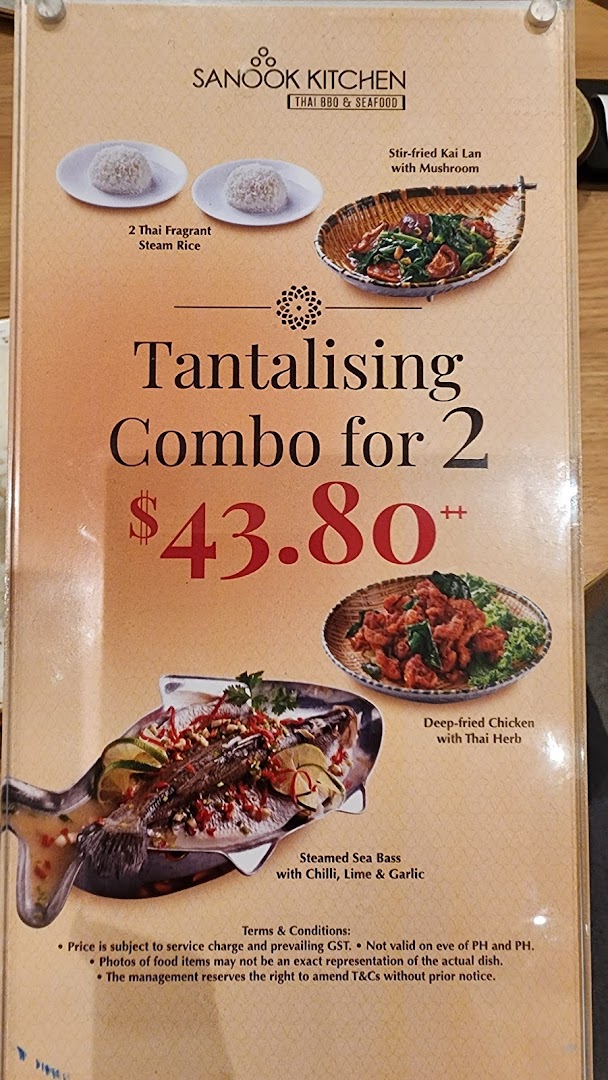 SANOOK KITCHEN
THAI BBQ & SEAFOOD
Stir-fried Kai Lan
with Mushroom
2 Thai Fragrant
Steam Rice
Tantalising
Combo for 2
$43.80++
Deep-fried Chicken
with Thai Herb
Steamed Sea Bass
with Chilli, Lime & Garlic
Terms & Conditions:
• Price is subject to service charge and prevailing GST. • Not valid on eve of PH and PH.
• Photos of food items may not be an exact representation of the actual dish.
• The management reserves the right to amend T&Cs without prior notice.